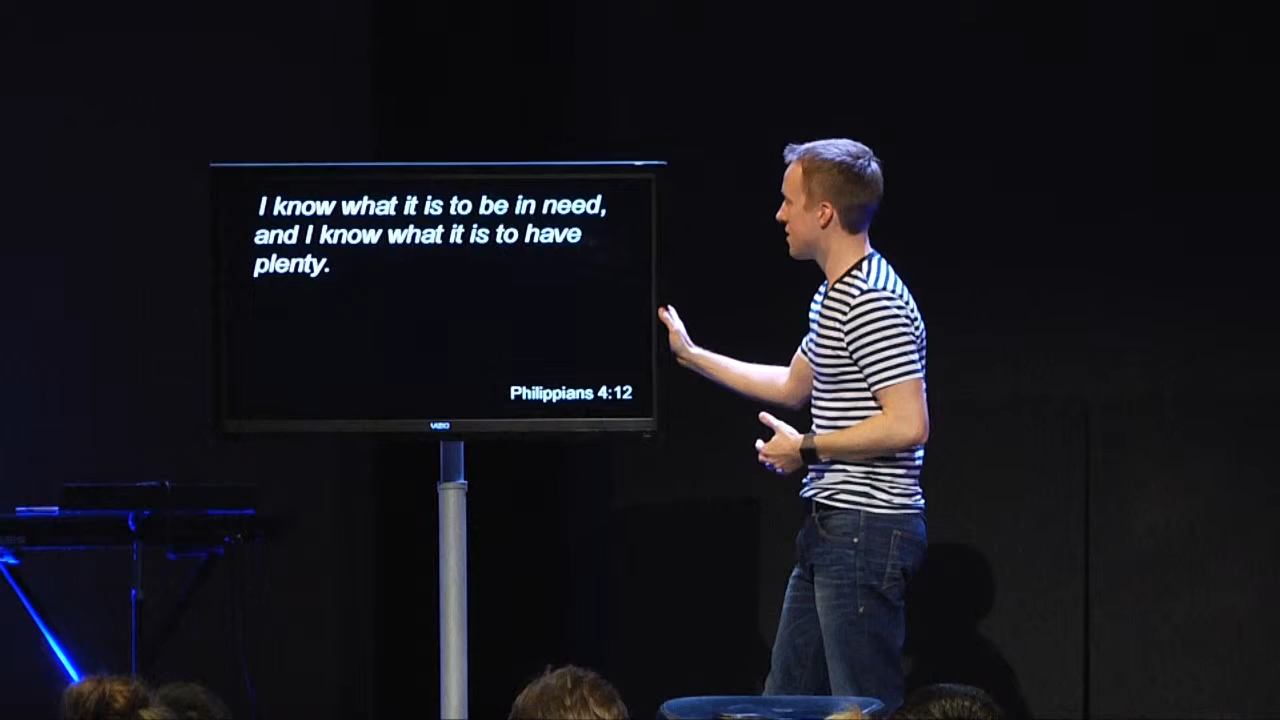 I know what it is to be in need,
and I know what it is to have
plenty.
Philippians 4:12
VIZIO